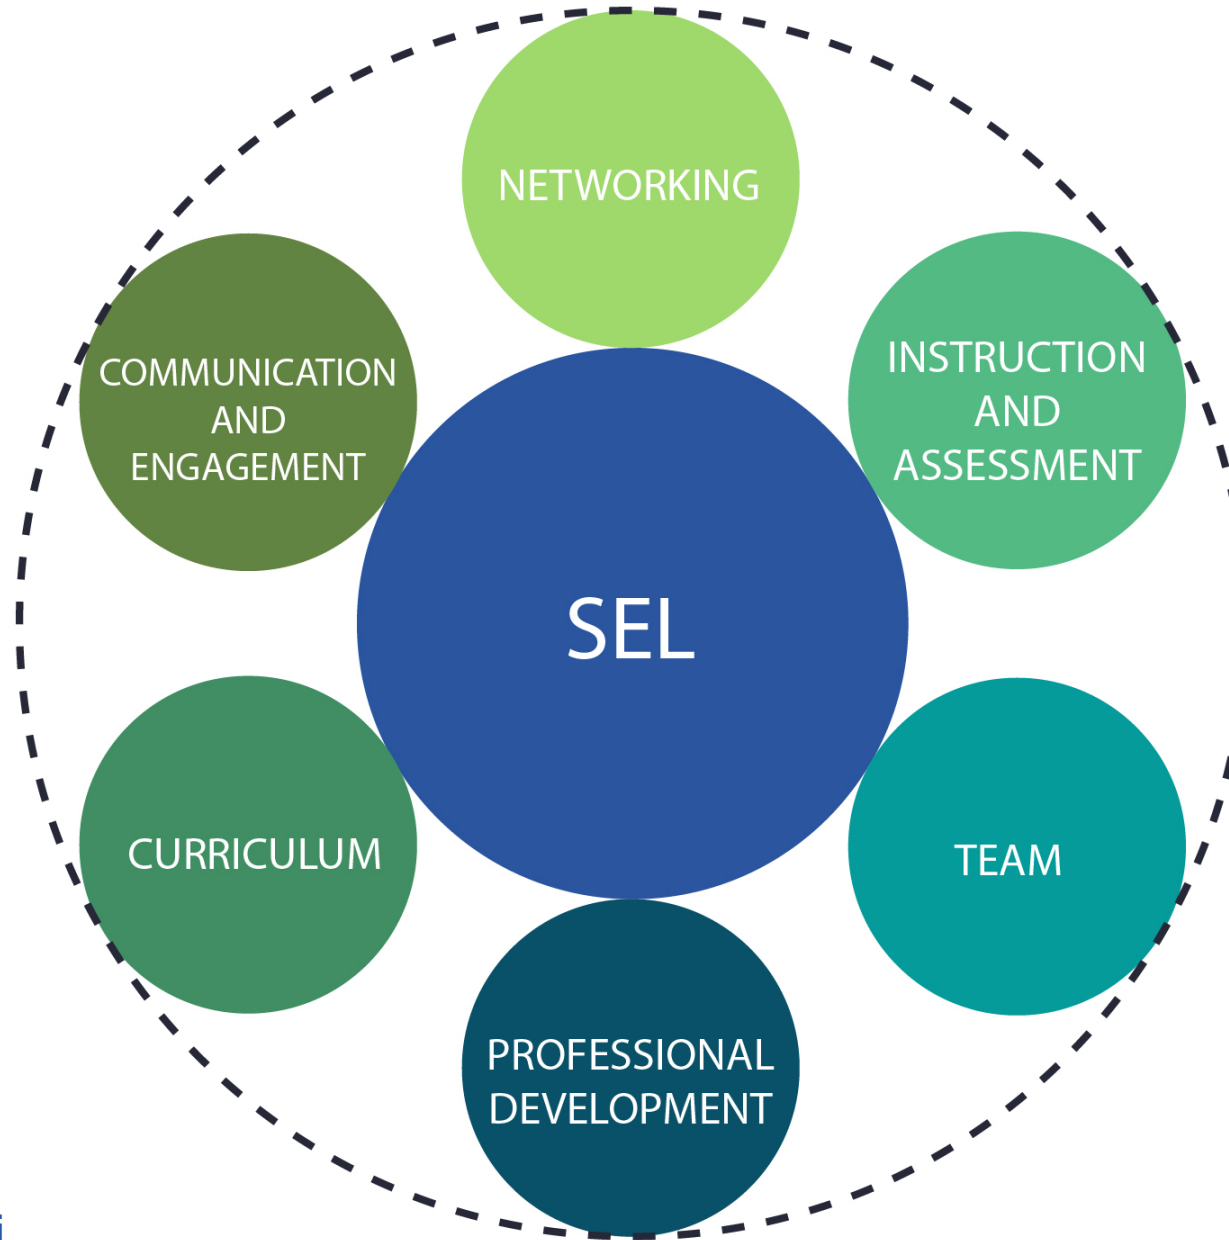 NETWORKING
COMMUNICATION
AND
ENGAGEMENT
INSTRUCTION
AND
ASSESSMENT
SEL
CURRICULUM
TEAM
PROFESSIONAL
DEVELOPMENT
i